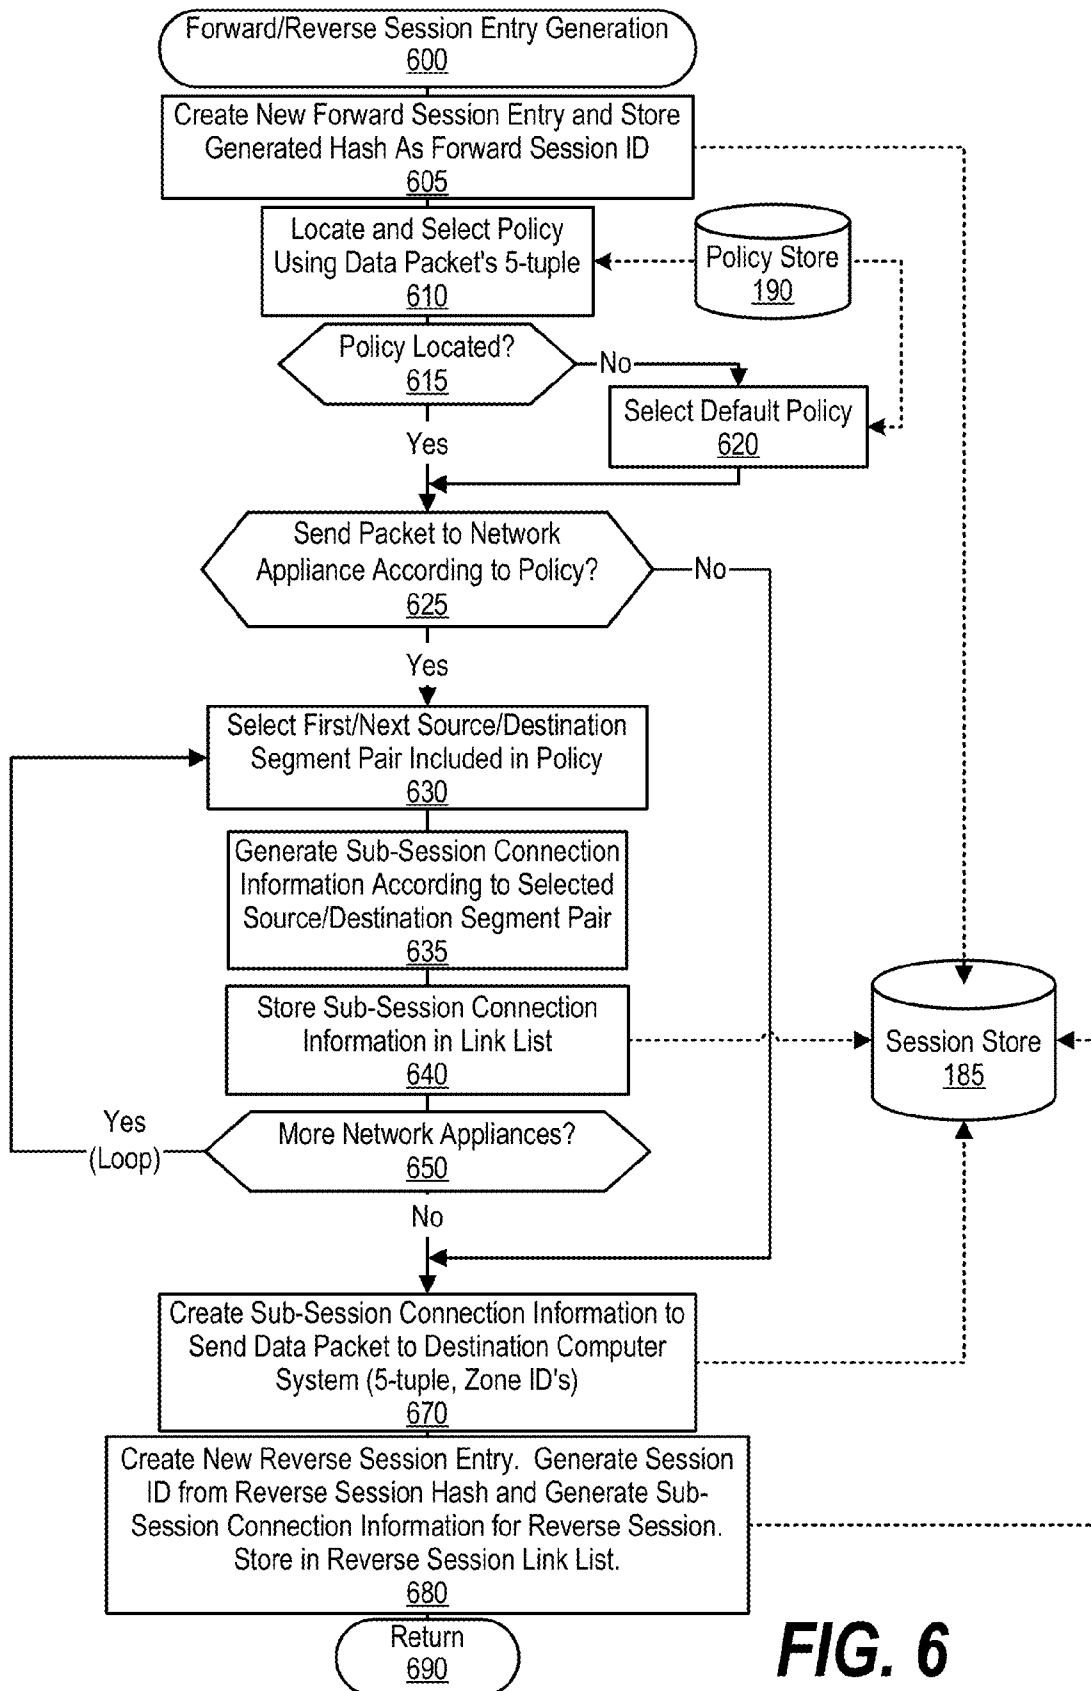 Forward/Reverse Session Entry Generation
600
Create New Forward Session Entry and Store
Generated Hash As Forward Session ID
605
Locate and Select Policy
Using Data Packet's 5-tuple
610
Policy Store
190
Policy Located?
615
No
Select Default Policy
620
Yes
Send Packet to Network
Appliance According to Policy?
625
No
Yes
Select First/Next Source/Destination
Segment Pair Included in Policy
630
Generate Sub-Session Connection
Information According to Selected
Source/Destination Segment Pair
635
Store Sub-Session Connection
Information in Link List
640
Session Store
185
More Network Appliances?
650
Yes
(Loop)
No
Create Sub-Session Connection Information to
Send Data Packet to Destination Computer
System (5-tuple, Zone ID's)
670
Create New Reverse Session Entry. Generate Session
ID from Reverse Session Hash and Generate Sub-
Session Connection Information for Reverse Session.
Store in Reverse Session Link List.
680
Return
690
FIG. 6